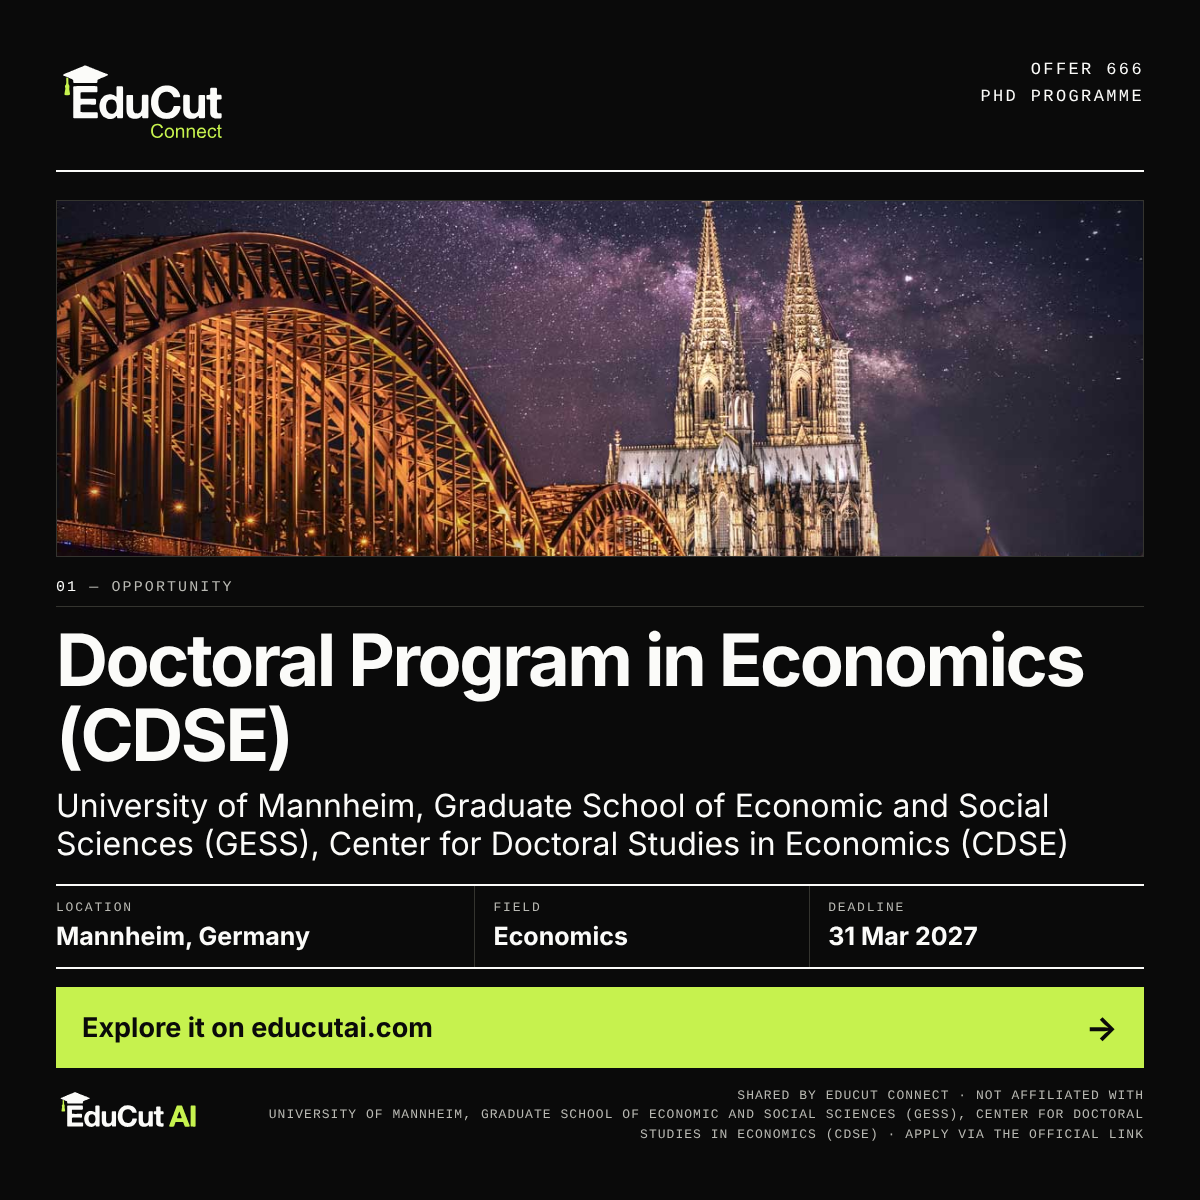 EduCut
Connect
OFFER 666
PHD PROGRAMME
01 — OPPORTUNITY
Doctoral Program in Economics
(CDSE)
University of Mannheim, Graduate School of Economic and Social
Sciences (GESS), Center for Doctoral Studies in Economics (CDSE)
LOCATION
Mannheim, Germany
FIELD
Economics
DEADLINE
31 Mar 2027
Explore it on educutai.com →
EduCut AI
SHARED BY EDUCUT CONNECT · NOT AFFILIATED WITH
UNIVERSITY OF MANNHEIM, GRADUATE SCHOOL OF ECONOMIC AND SOCIAL SCIENCES (GESS), CENTER FOR DOCTORAL
STUDIES IN ECONOMICS (CDSE) · APPLY VIA THE OFFICIAL LINK